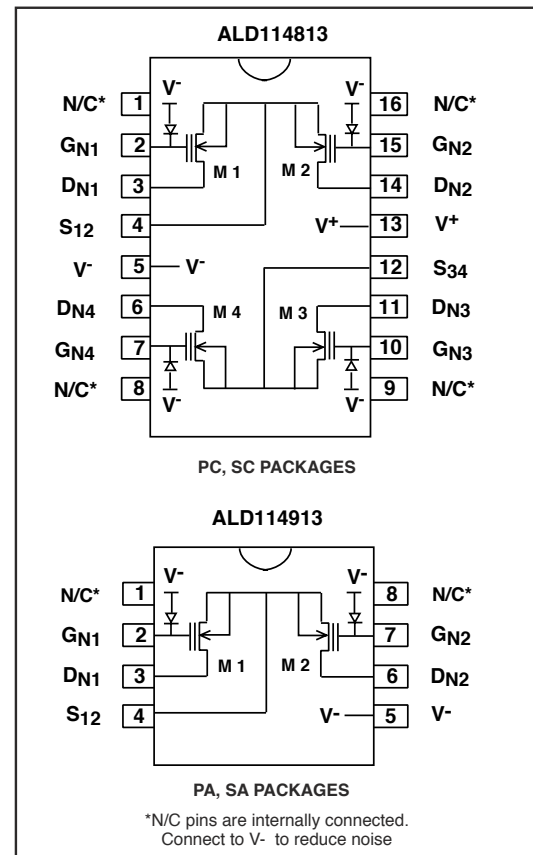 ALD114813
N/C* 1 V- V- 16 N/C*
GN1 2 15 GN2
M 1 M 2
DN1 3 14 DN2
S12 4 V+ 13 V+
V- 5 V- 12 S34
DN4 6 M 4 M 3 11 DN3
GN4 7 10 GN3
N/C* 8 V- V- 9 N/C*
PC, SC PACKAGES
ALD114913
N/C* 1 V- V- 8 N/C*
GN1 2 7 GN2
DN1 3 M 1 M 2 6 DN2
S12 4 V- 5 V-
PA, SA PACKAGES
*N/C pins are internally connected.
Connect to V- to reduce noise